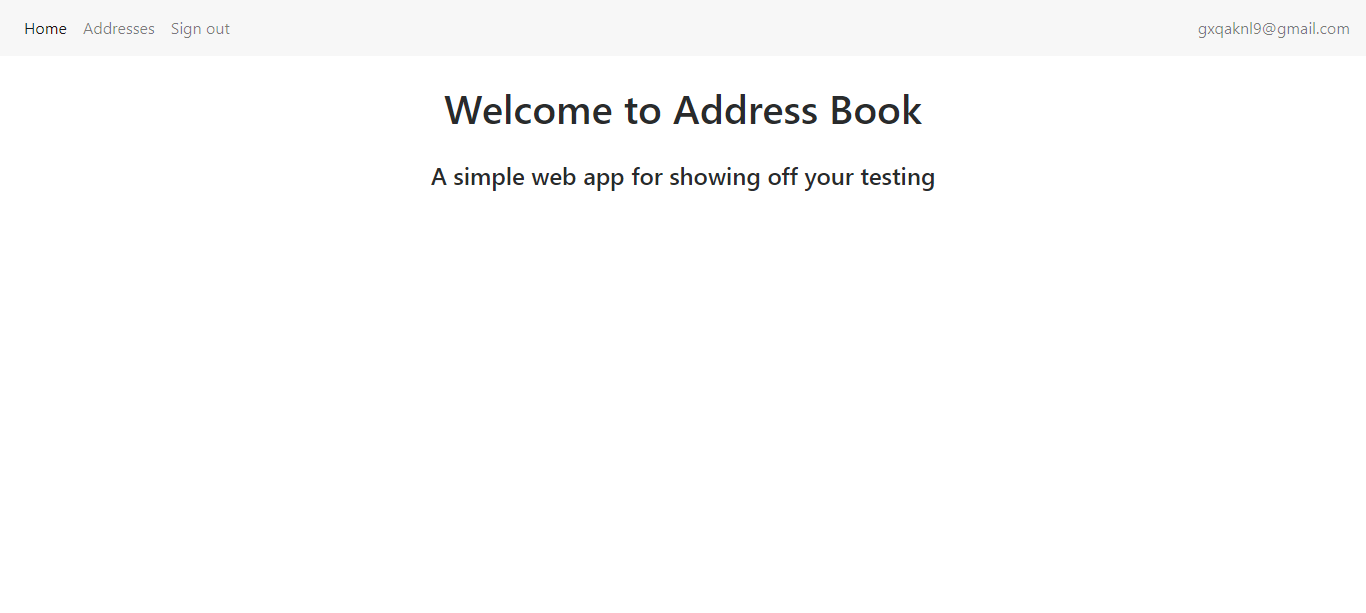 Home Addresses Sign out gxqaknl9@gmail.com
Welcome to Address Book
A simple web app for showing off your testing